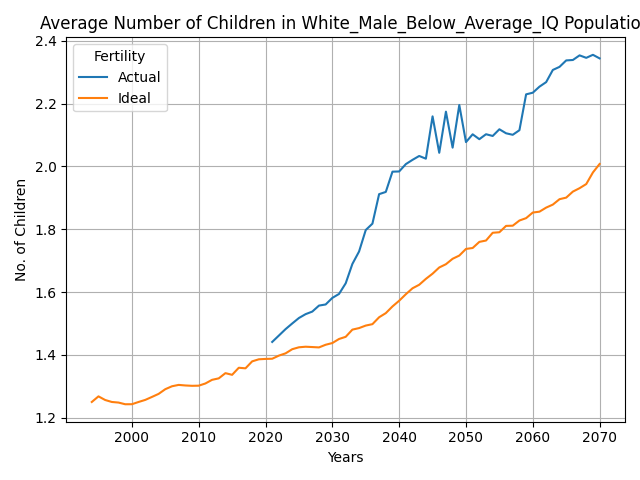 Average Number of Children in White_Male_Below_Average_IQ Populatio
Fertility
Actual
Ideal
No. of Children
2.4
2.2
2.0
1.8
1.6
1.4
1.2
2000 2010 2020 2030 2040 2050 2060 2070
Years